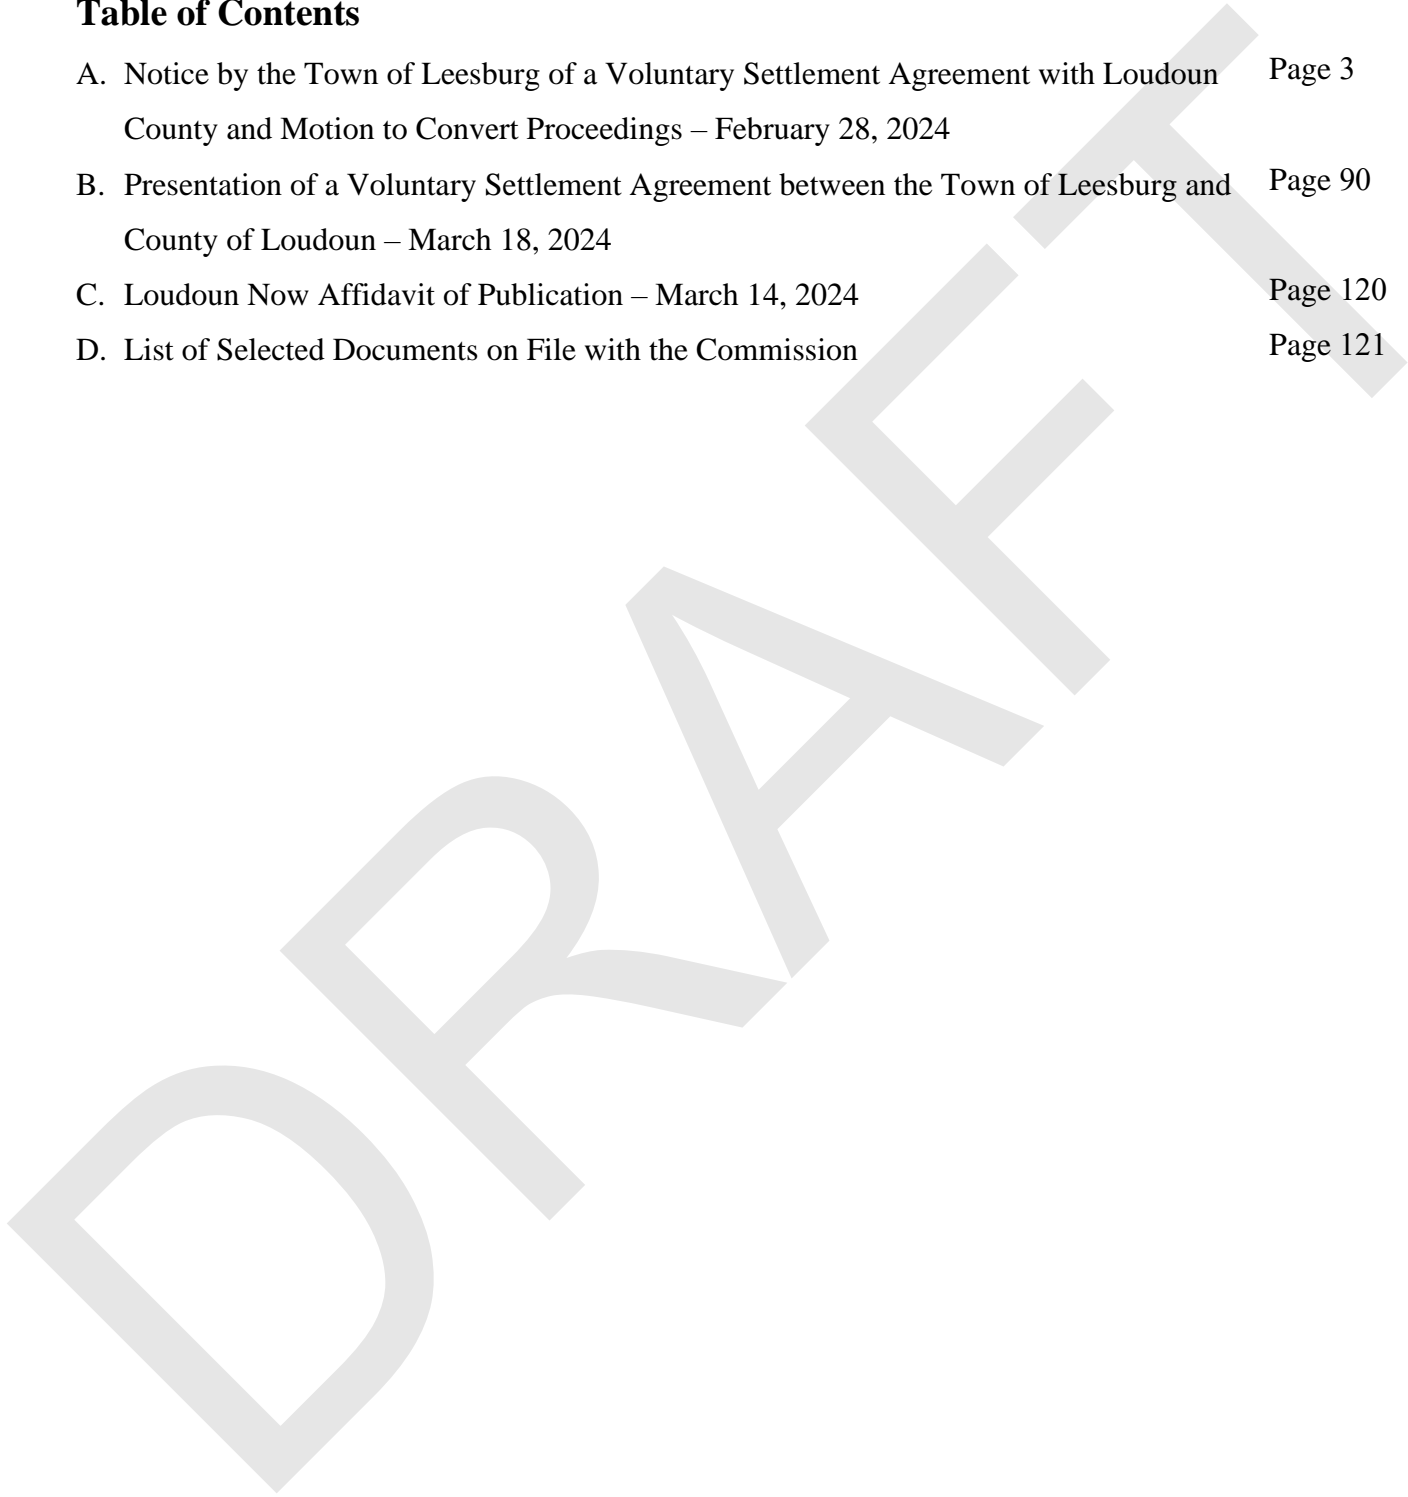 Table of Contents
A. Notice by the Town of Leesburg of a Voluntary Settlement Agreement with Loudoun Page 3
County and Motion to Convert Proceedings – February 28, 2024
B. Presentation of a Voluntary Settlement Agreement between the Town of Leesburg and Page 90
County of Loudoun – March 18, 2024
C. Loudoun Now Affidavit of Publication – March 14, 2024 Page 120
D. List of Selected Documents on File with the Commission Page 121
DRAFT